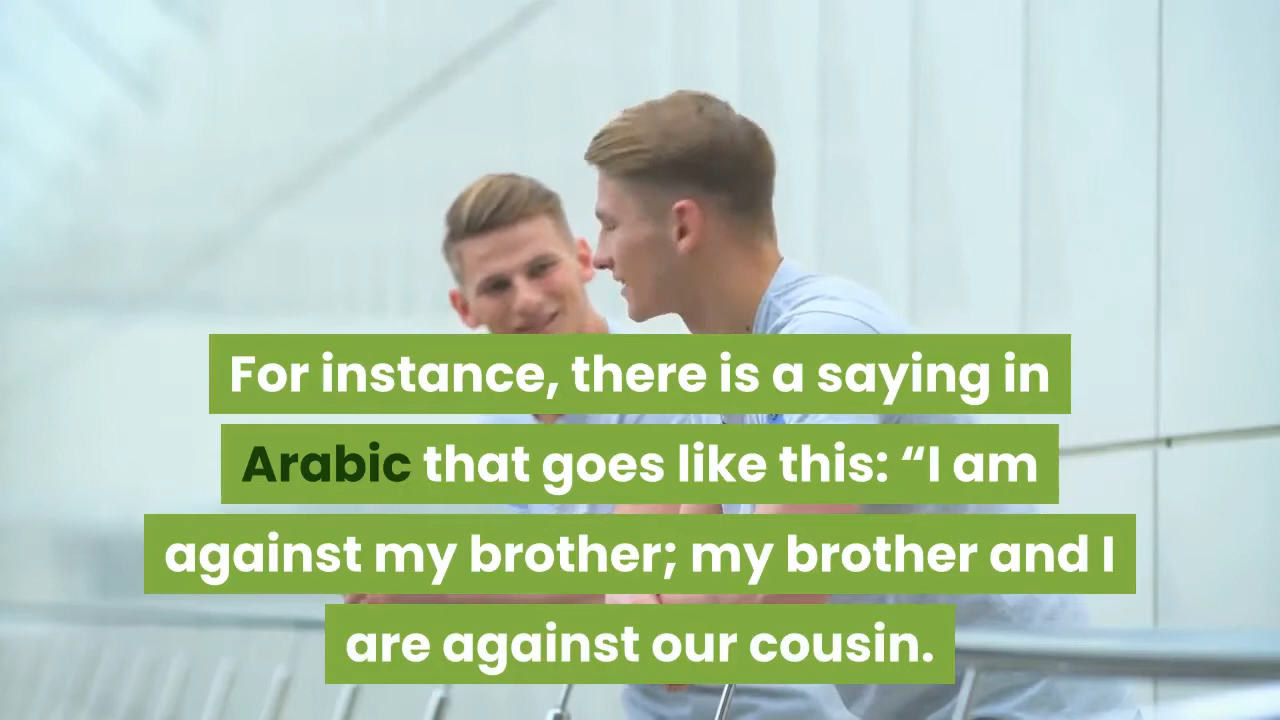 For instance, there is a saying in
Arabic that goes like this: “I am
against my brother; my brother and I
are against our cousin.